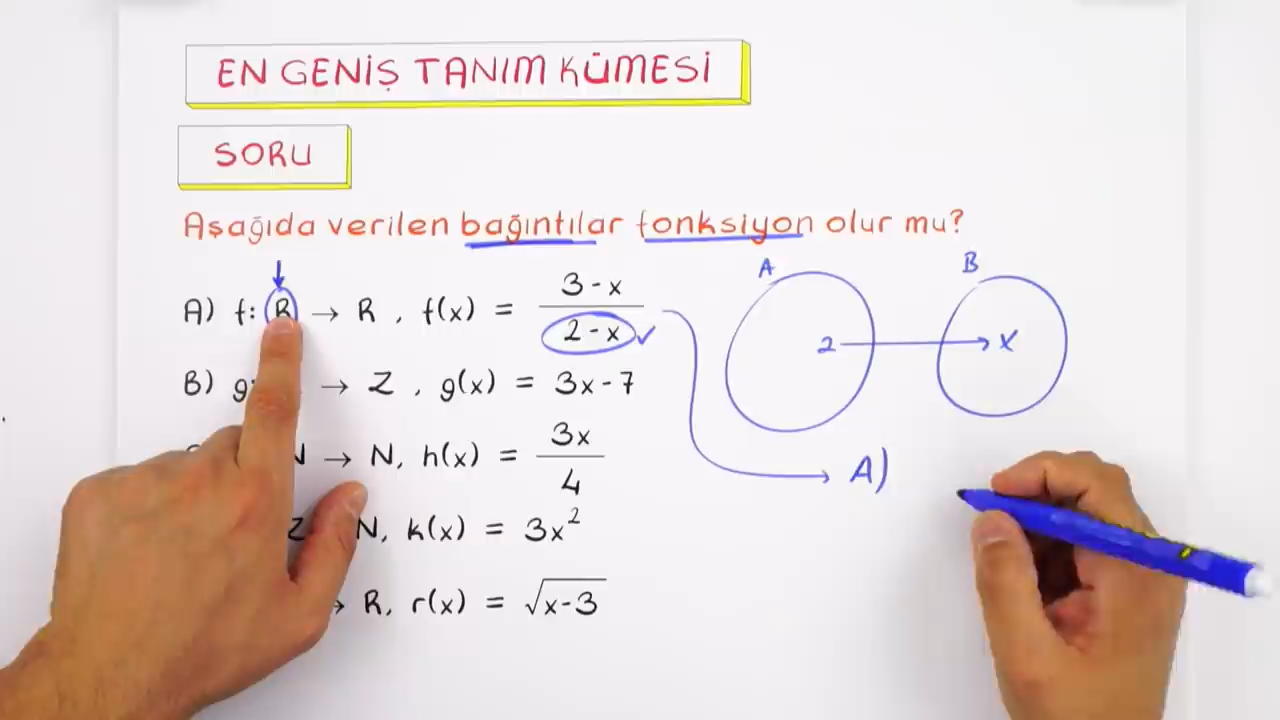 EN GENİŞ TANIM KÜMESİ
SORU
Aşağıda verilen bağıntılar fonksiyon olur mu?
A) f: R → R , f(x) = (3-x)/(2-x) ✓
B) g: → Z , g(x) = 3x-7
N → N, h(x) = 3x/4
Z N, k(x) = 3x²
→ R, r(x) = √(x-3)
A B
2 → x
A)